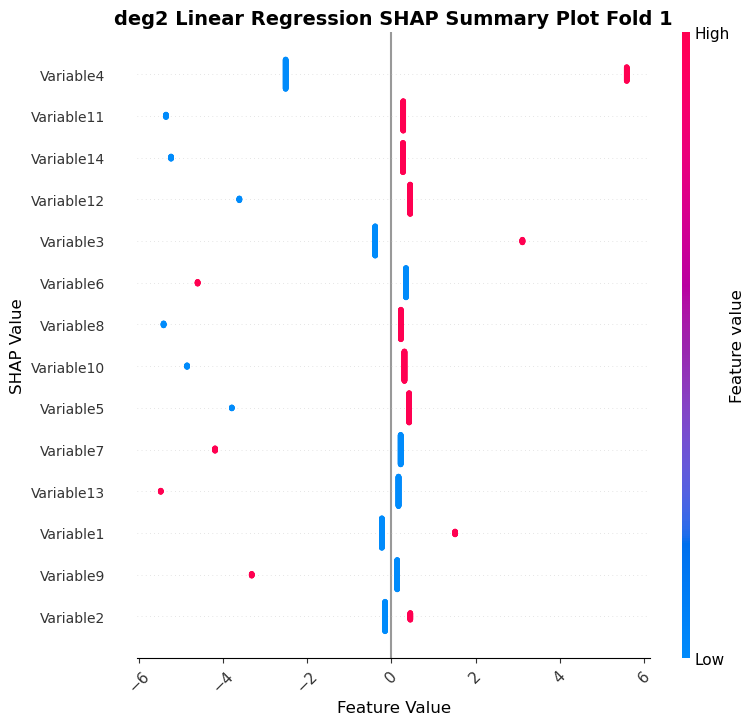 deg2 Linear Regression SHAP Summary Plot Fold 1
High
Variable4
Variable11
Variable14
Variable12
Variable3
Variable6
Variable8
Variable10
Variable5
Variable7
Variable13
Variable1
Variable9
Variable2
SHAP Value
Feature value
Low
−6 −4 −2 0 2 4 6
Feature Value